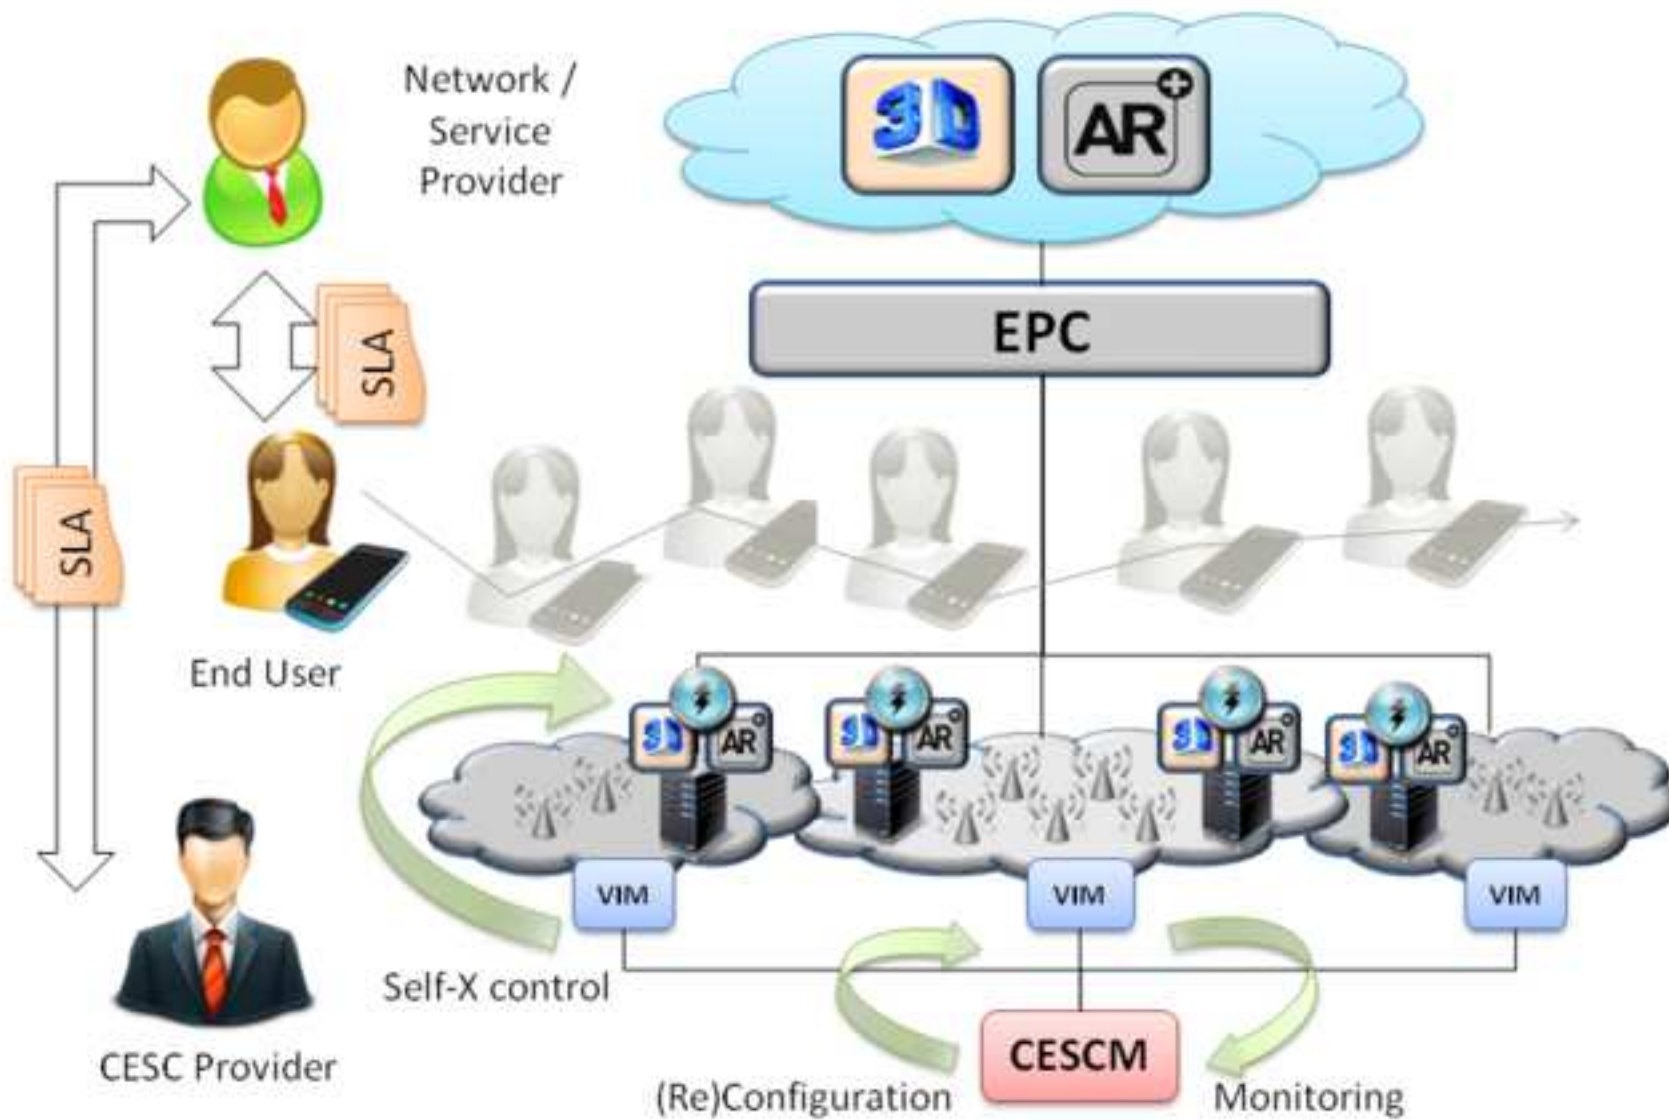 Network /
Service
Provider
3D
AR
EPC
SLA
SLA
End User
3D
AR
3D
AR
3D
AR
3D
AR
VIM
VIM
VIM
Self-X control
CESC Provider
(Re)Configuration
CESCM
Monitoring